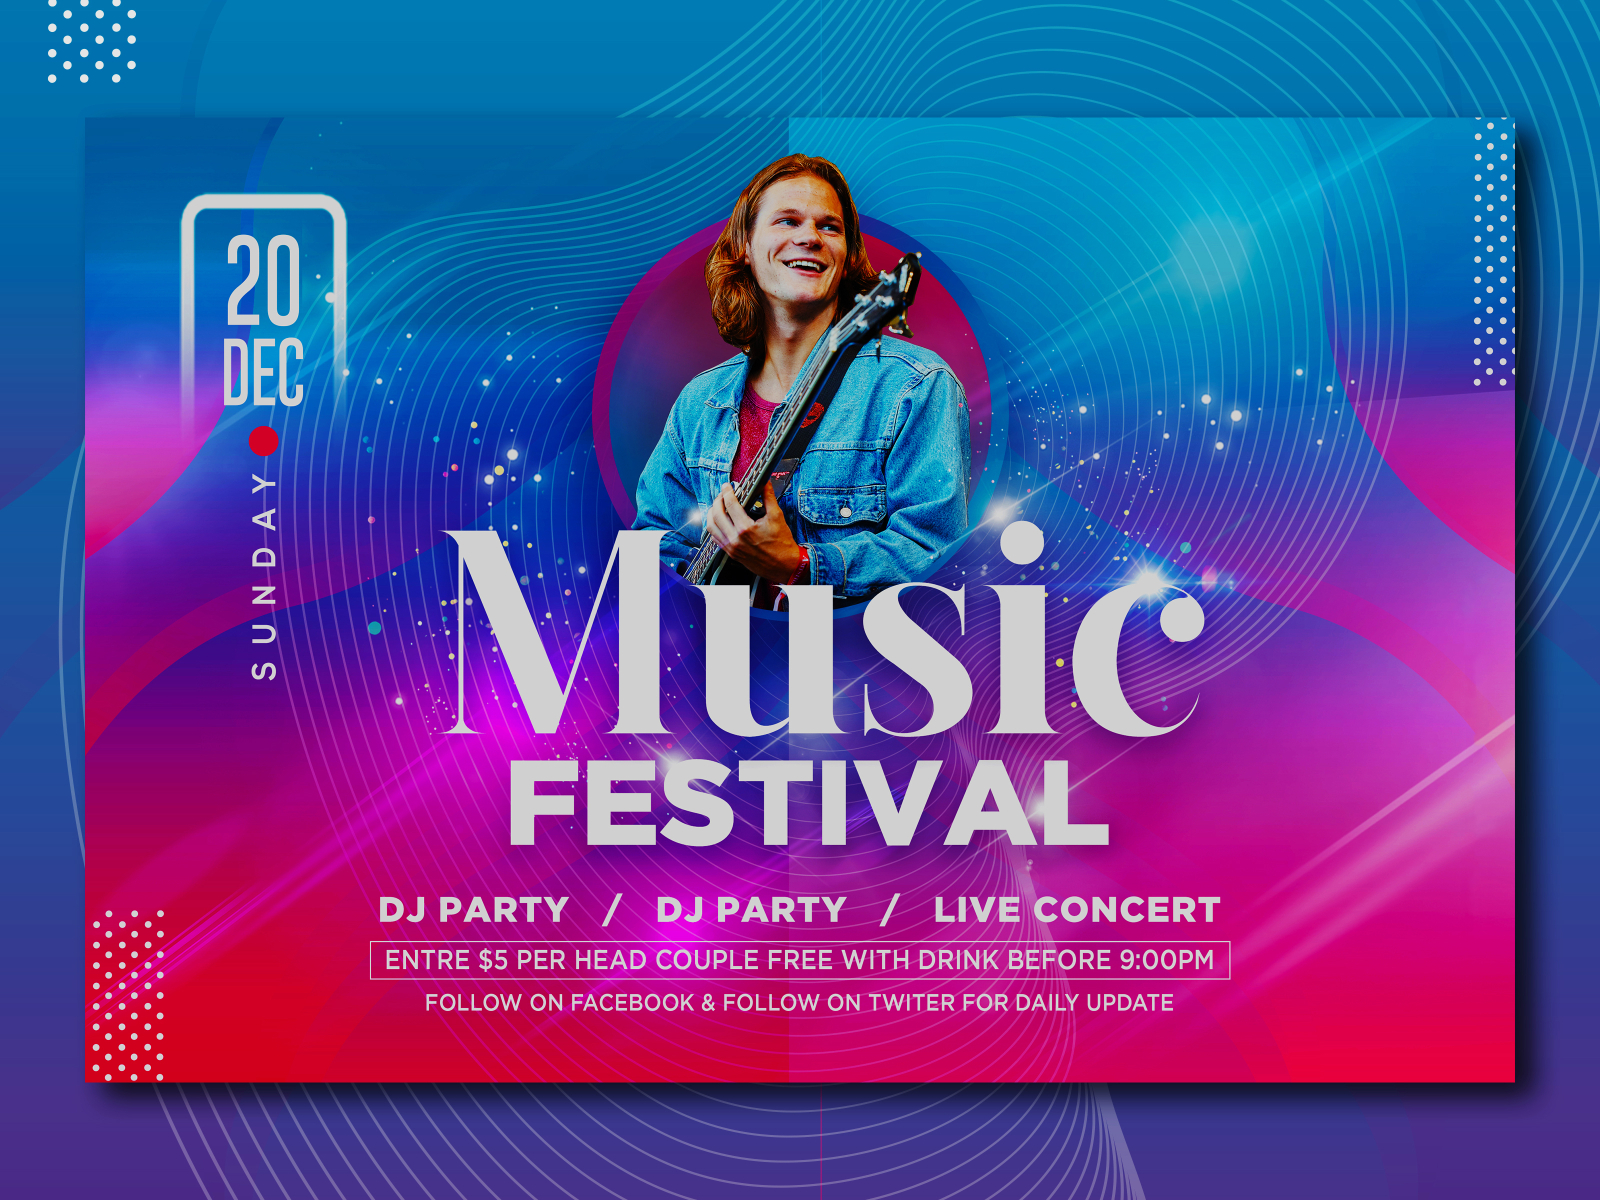 20
DEC
SUNDAY
Music
FESTIVAL
DJ PARTY / DJ PARTY / LIVE CONCERT
ENTRE $5 PER HEAD COUPLE FREE WITH DRINK BEFORE 9:00PM
FOLLOW ON FACEBOOK & FOLLOW ON TWITER FOR DAILY UPDATE